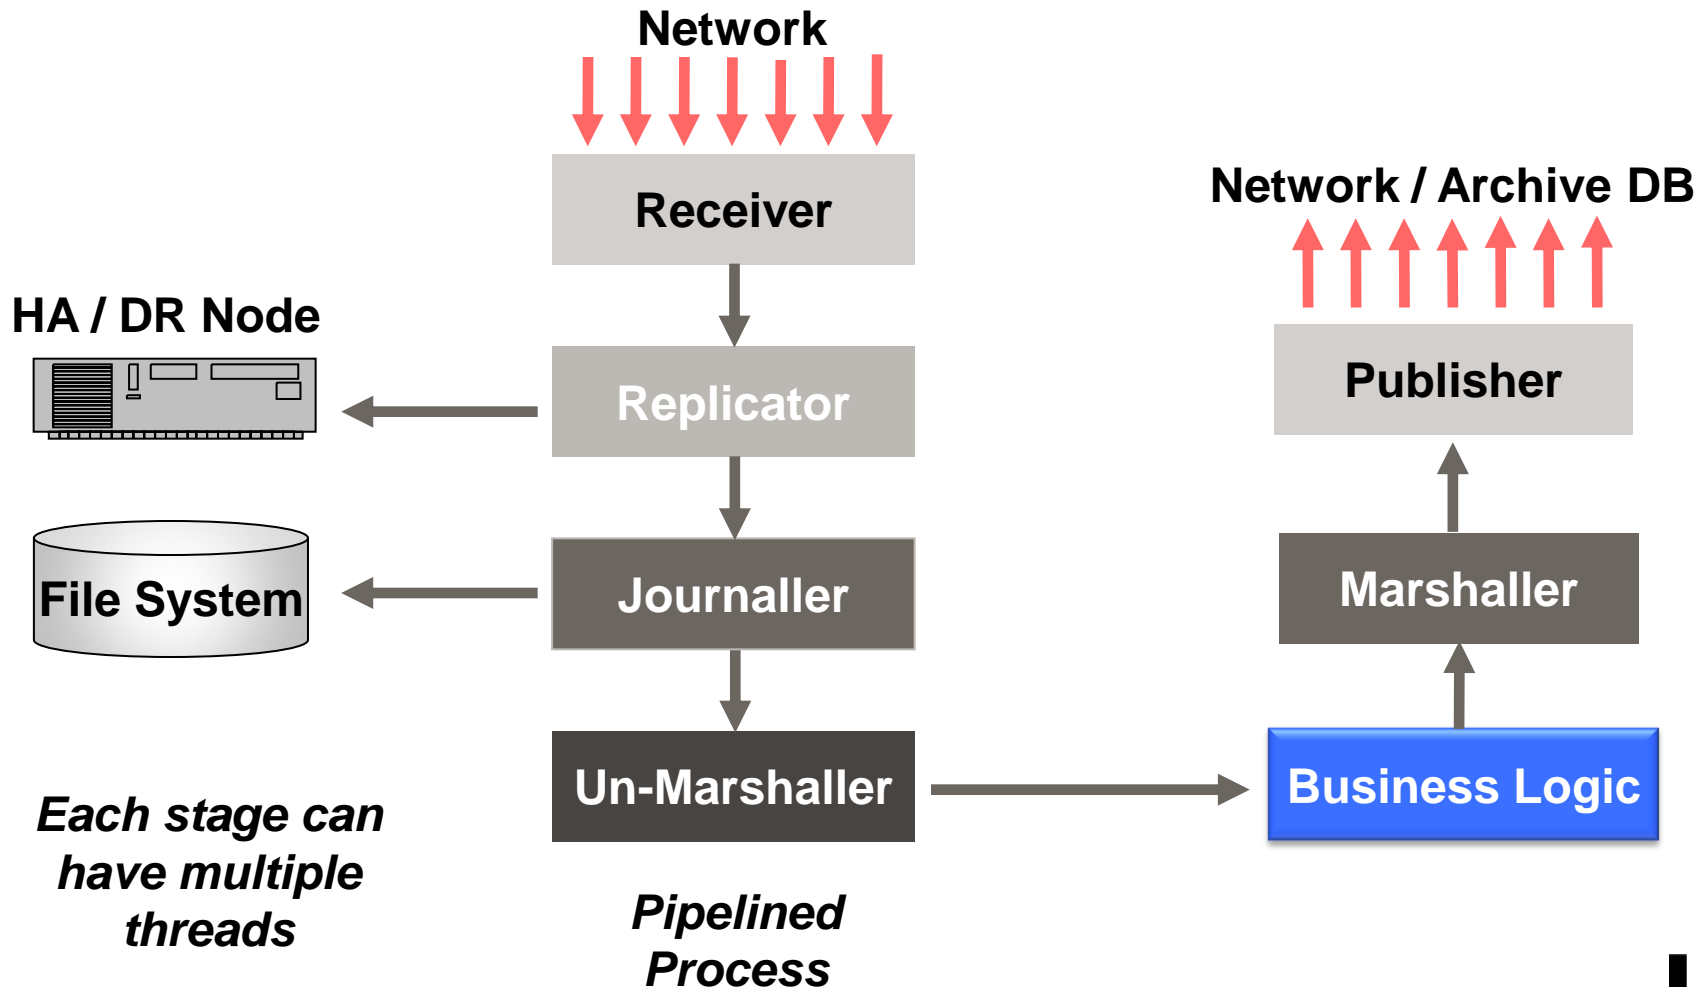 Network
Receiver
Network / Archive DB
HA / DR Node
Replicator
Publisher
File System
Journaller
Marshaller
Un-Marshaller
Business Logic
Each stage can
have multiple
threads
Pipelined
Process